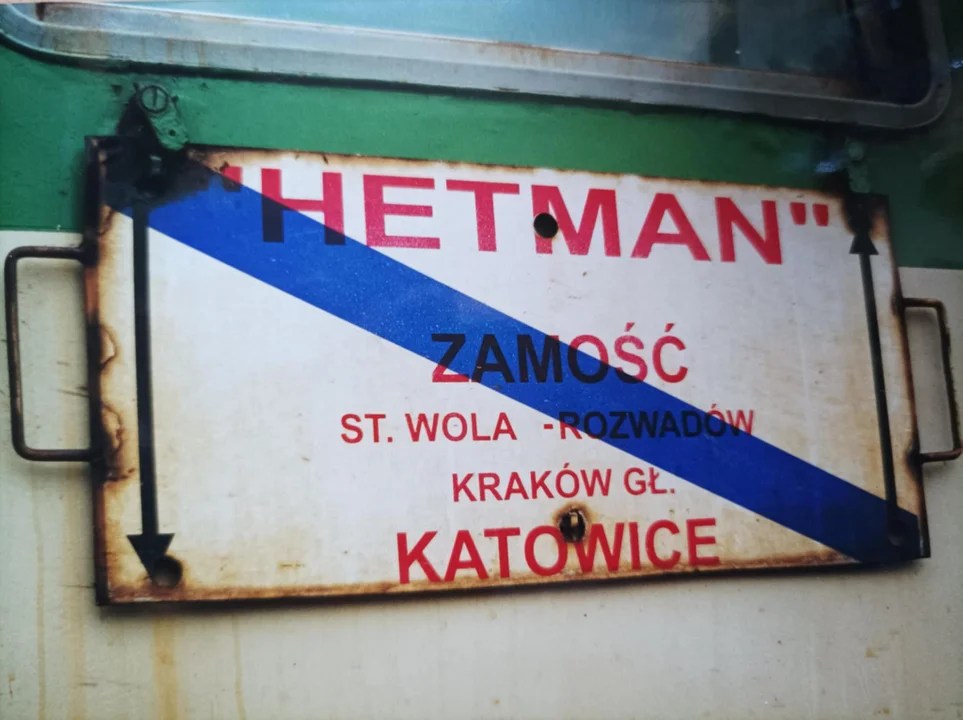 "HETMAN"
ZAMOŚĆ
ST. WOLA -ROZWADÓW
KRAKÓW GŁ.
KATOWICE